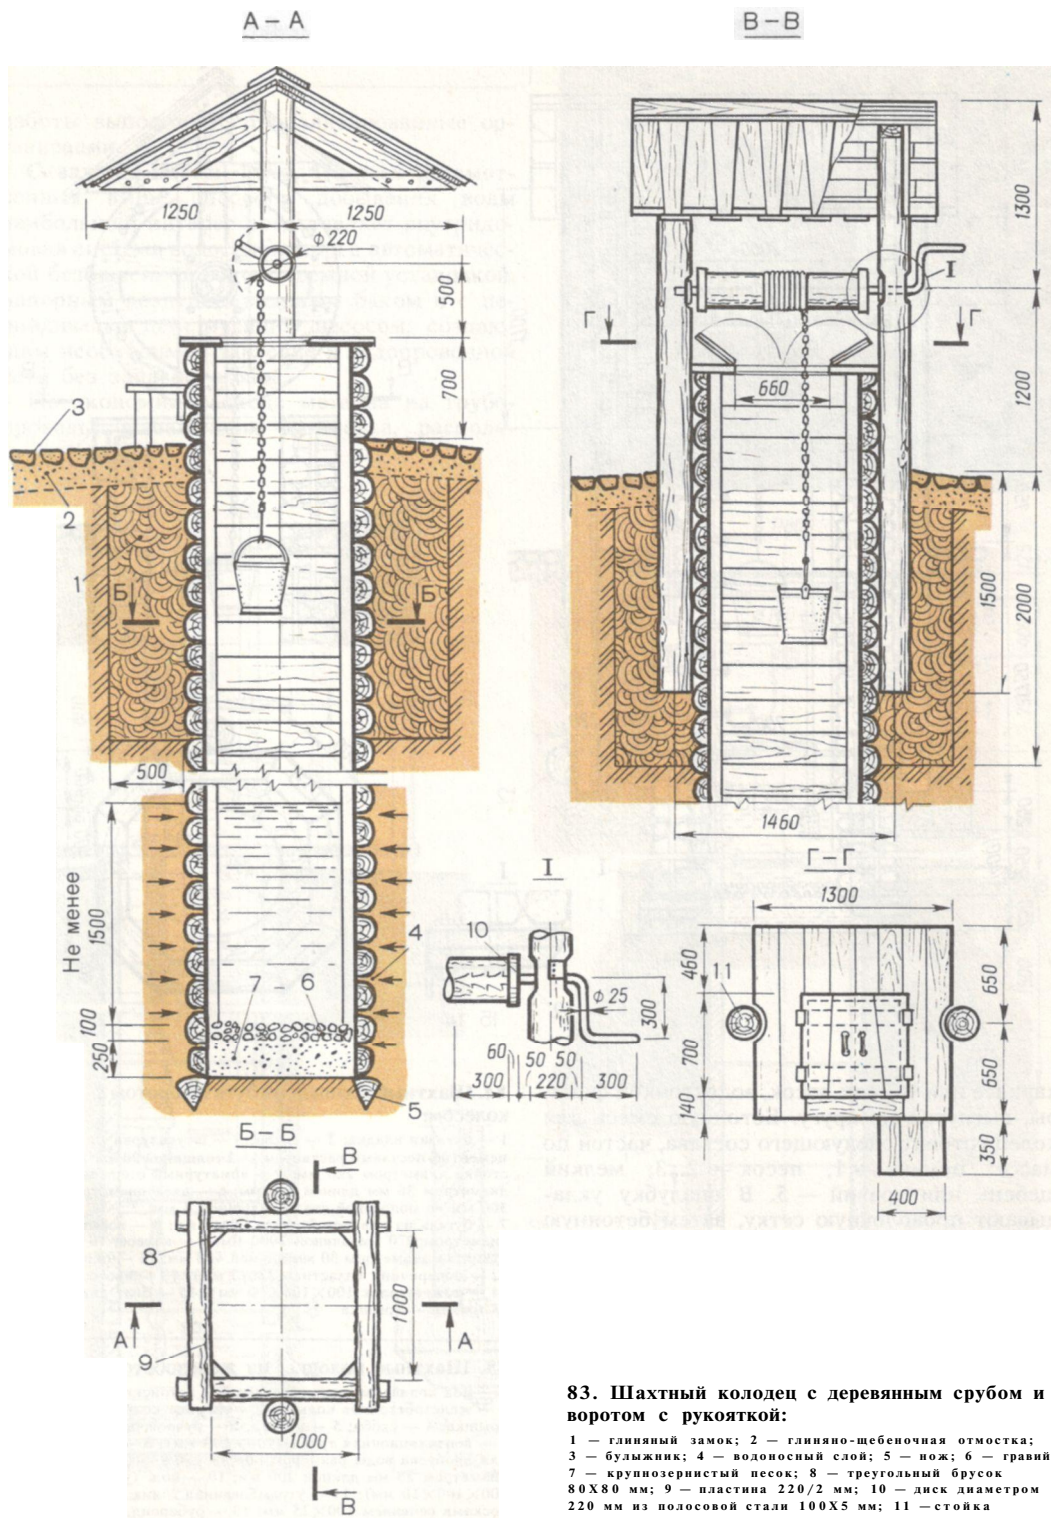 А – А
В – В
1250
1250
ϕ 220
500
700
3
2
1
Б
Б
500
Не менее
1500
100
250
4
7
6
5
1300
I
Г
Г
660
1200
1500
2000
1460
I
10
ϕ 25
300
60
50
50
300
220
300
Г – Г
1300
460
11
700
140
650
650
350
400
Б – Б
В
8
1000
А
А
9
1000
В
83. Шахтный колодец с деревянным срубом и
воротом с рукояткой:
1 — глиняный замок; 2 — глиняно-щебеночная отмостка;
3 — булыжник; 4 — водоносный слой; 5 — нож; 6 — гравий
7 — крупнозернистый песок; 8 — треугольный брусок
80X80 мм; 9 — пластина 220/2 мм; 10 — диск диаметром
220 мм из полосовой стали 100X5 мм; 11 — стойка